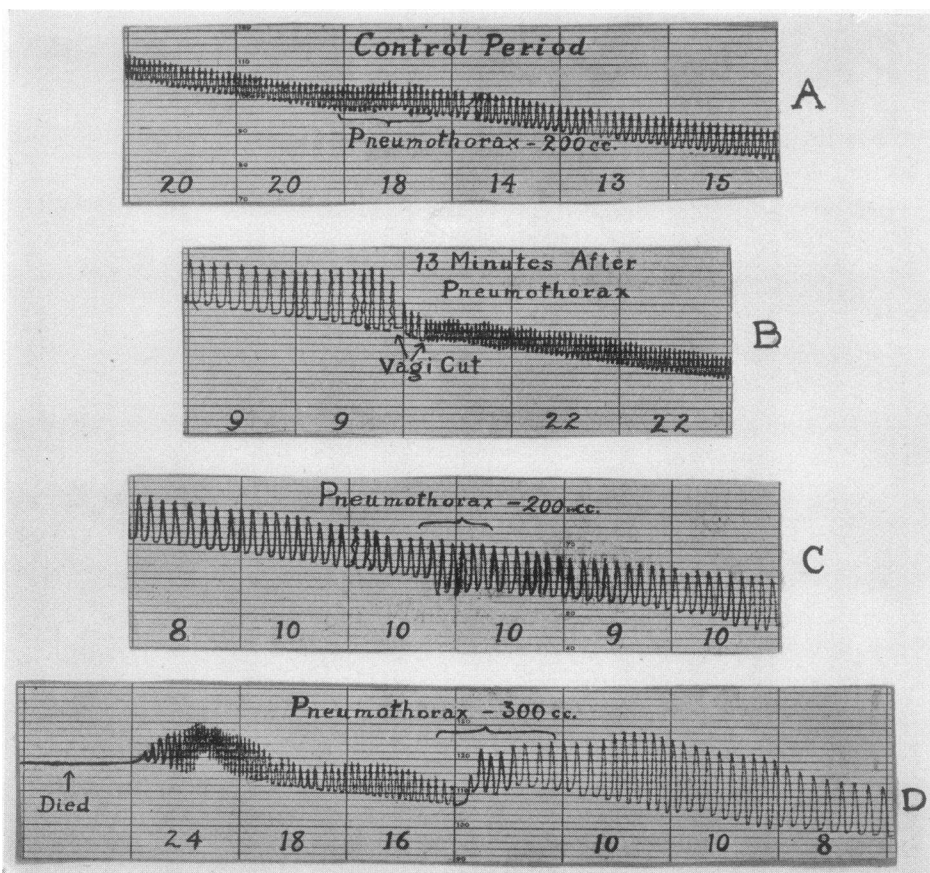 Control Period
Pneumothorax - 200 cc.
20 20 18 14 13 15
A
13 Minutes After
Pneumothorax
Vagi Cut
9 9 22 22
B
Pneumothorax - 200 cc.
8 10 10 10 9 10
C
Pneumothorax - 300 cc.
Died
24 18 16 10 10 8
D